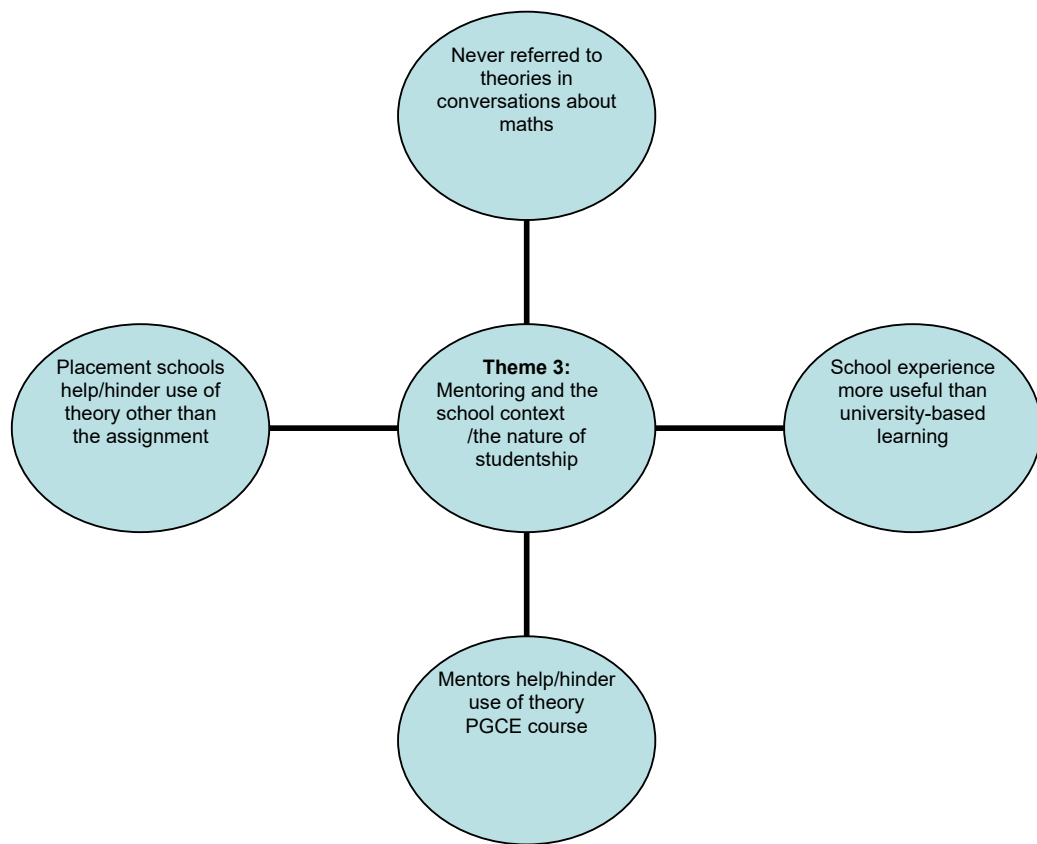 Never referred to
theories in
conversations about
maths
Placement schools
help/hinder use of
theory other than
the assignment
Theme 3:
Mentoring and the
school context
/the nature of
studentship
School experience
more useful than
university-based
learning
Mentors help/hinder
use of theory
PGCE course